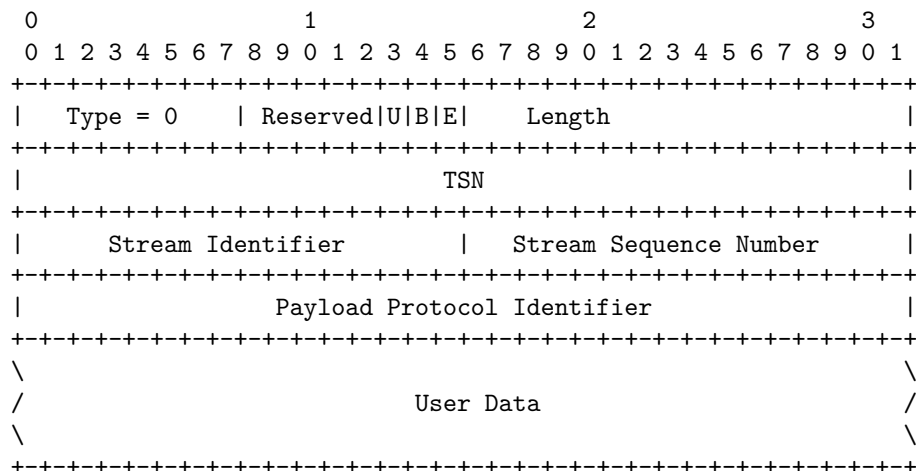 0                   1                   2                   3
 0 1 2 3 4 5 6 7 8 9 0 1 2 3 4 5 6 7 8 9 0 1 2 3 4 5 6 7 8 9 0 1
+-+-+-+-+-+-+-+-+-+-+-+-+-+-+-+-+-+-+-+-+-+-+-+-+-+-+-+-+-+-+-+-+
|   Type = 0    | Reserved|U|B|E|    Length                     |
+-+-+-+-+-+-+-+-+-+-+-+-+-+-+-+-+-+-+-+-+-+-+-+-+-+-+-+-+-+-+-+-+
|                              TSN                              |
+-+-+-+-+-+-+-+-+-+-+-+-+-+-+-+-+-+-+-+-+-+-+-+-+-+-+-+-+-+-+-+-+
|      Stream Identifier        |   Stream Sequence Number      |
+-+-+-+-+-+-+-+-+-+-+-+-+-+-+-+-+-+-+-+-+-+-+-+-+-+-+-+-+-+-+-+-+
|                  Payload Protocol Identifier                  |
+-+-+-+-+-+-+-+-+-+-+-+-+-+-+-+-+-+-+-+-+-+-+-+-+-+-+-+-+-+-+-+-+
\                                                               \
/                            User Data                          /
\                                                               \
+-+-+-+-+-+-+-+-+-+-+-+-+-+-+-+-+-+-+-+-+-+-+-+-+-+-+-+-+-+-+-+-+